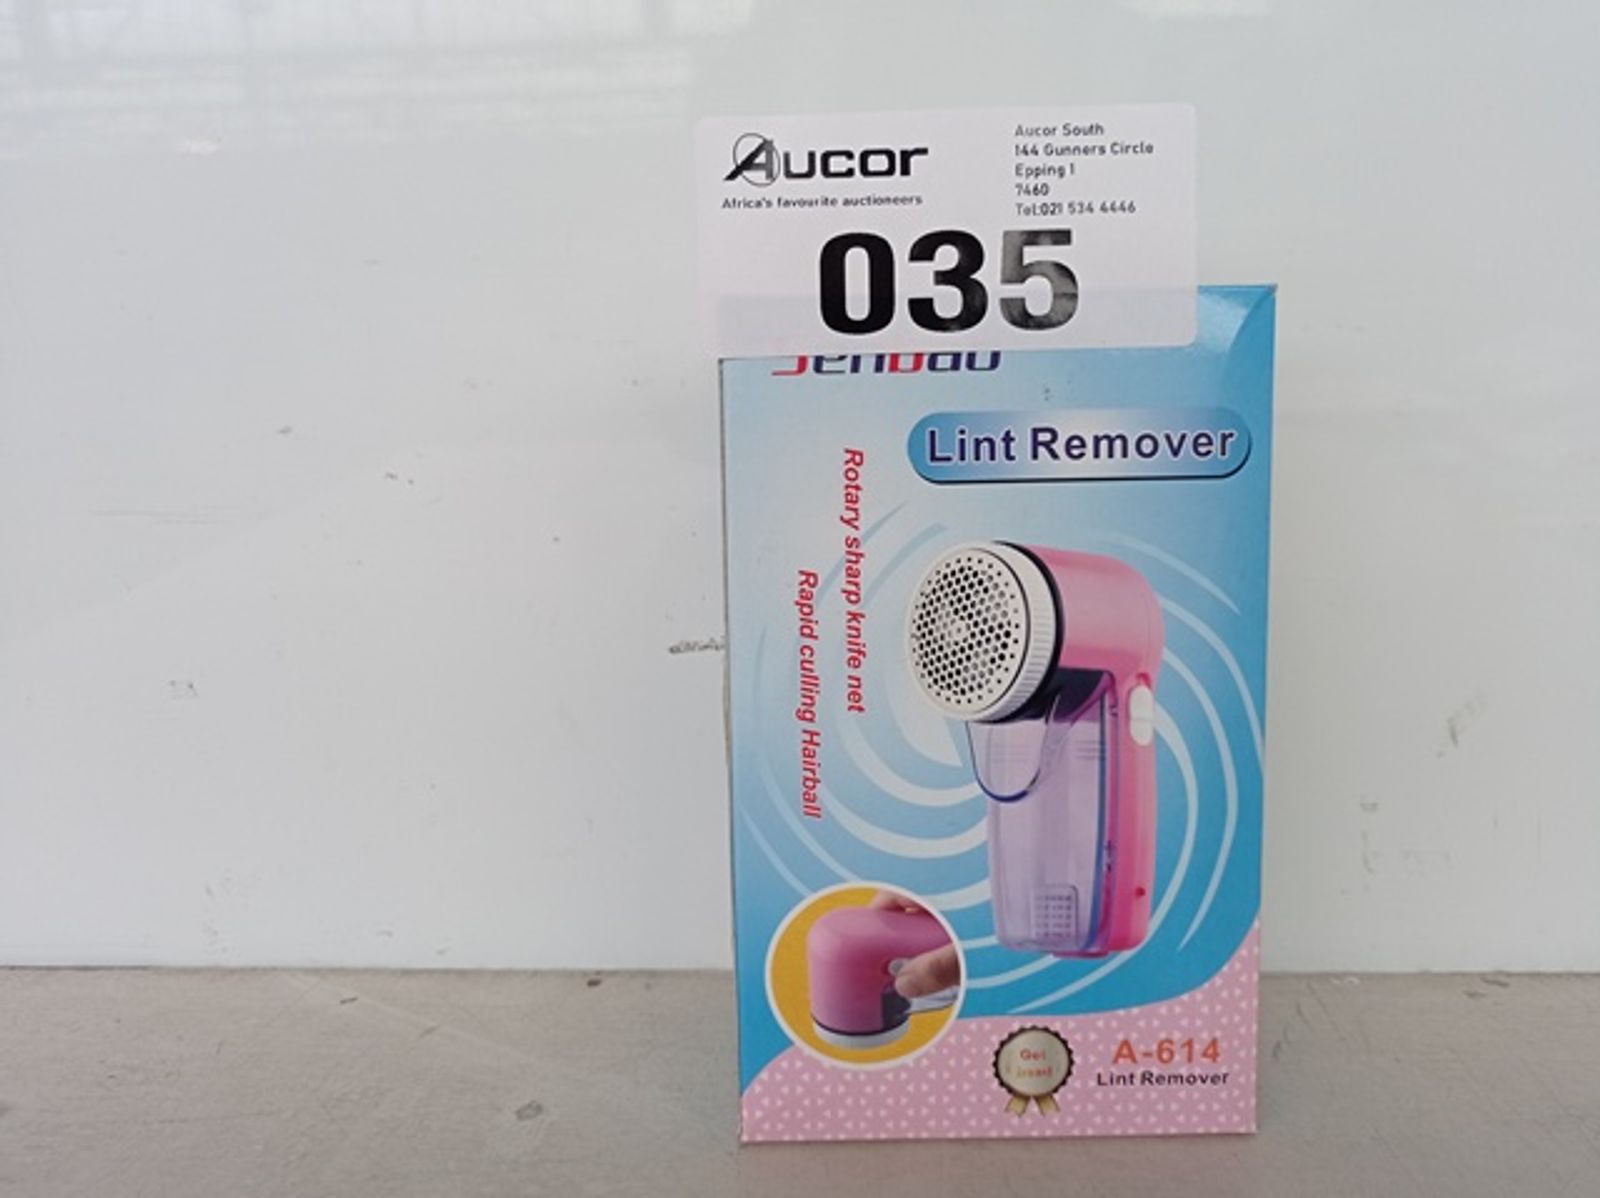 Aucor
Africa's favourite auctioneers
Aucor South
144 Gunners Circle
Epping 1
7460
Tel:021 534 4446
035
Lint Remover
Rotary sharp knife net
Rapid culling Hairball
A-614
Lint Remover